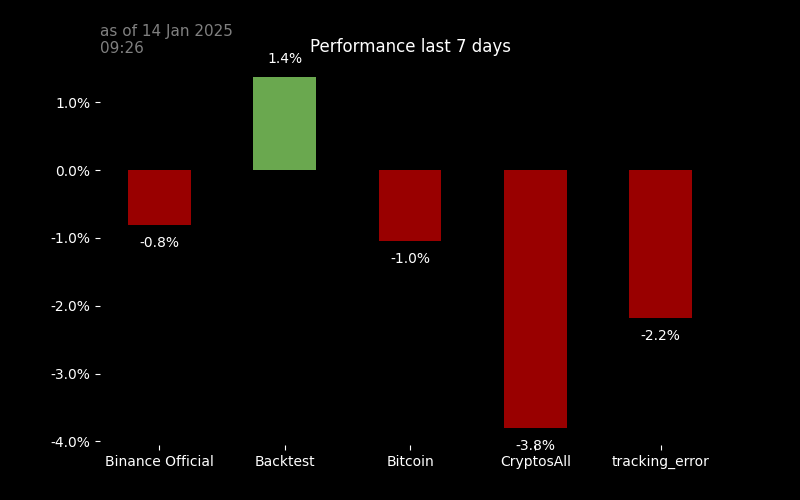 as of 14 Jan 2025
09:26
Performance last 7 days
1.4%
1.0%
0.0%
-1.0%
-2.0%
-3.0%
-4.0%
-0.8%
-1.0%
-3.8%
-2.2%
Binance Official
Backtest
Bitcoin
CryptosAll
tracking_error